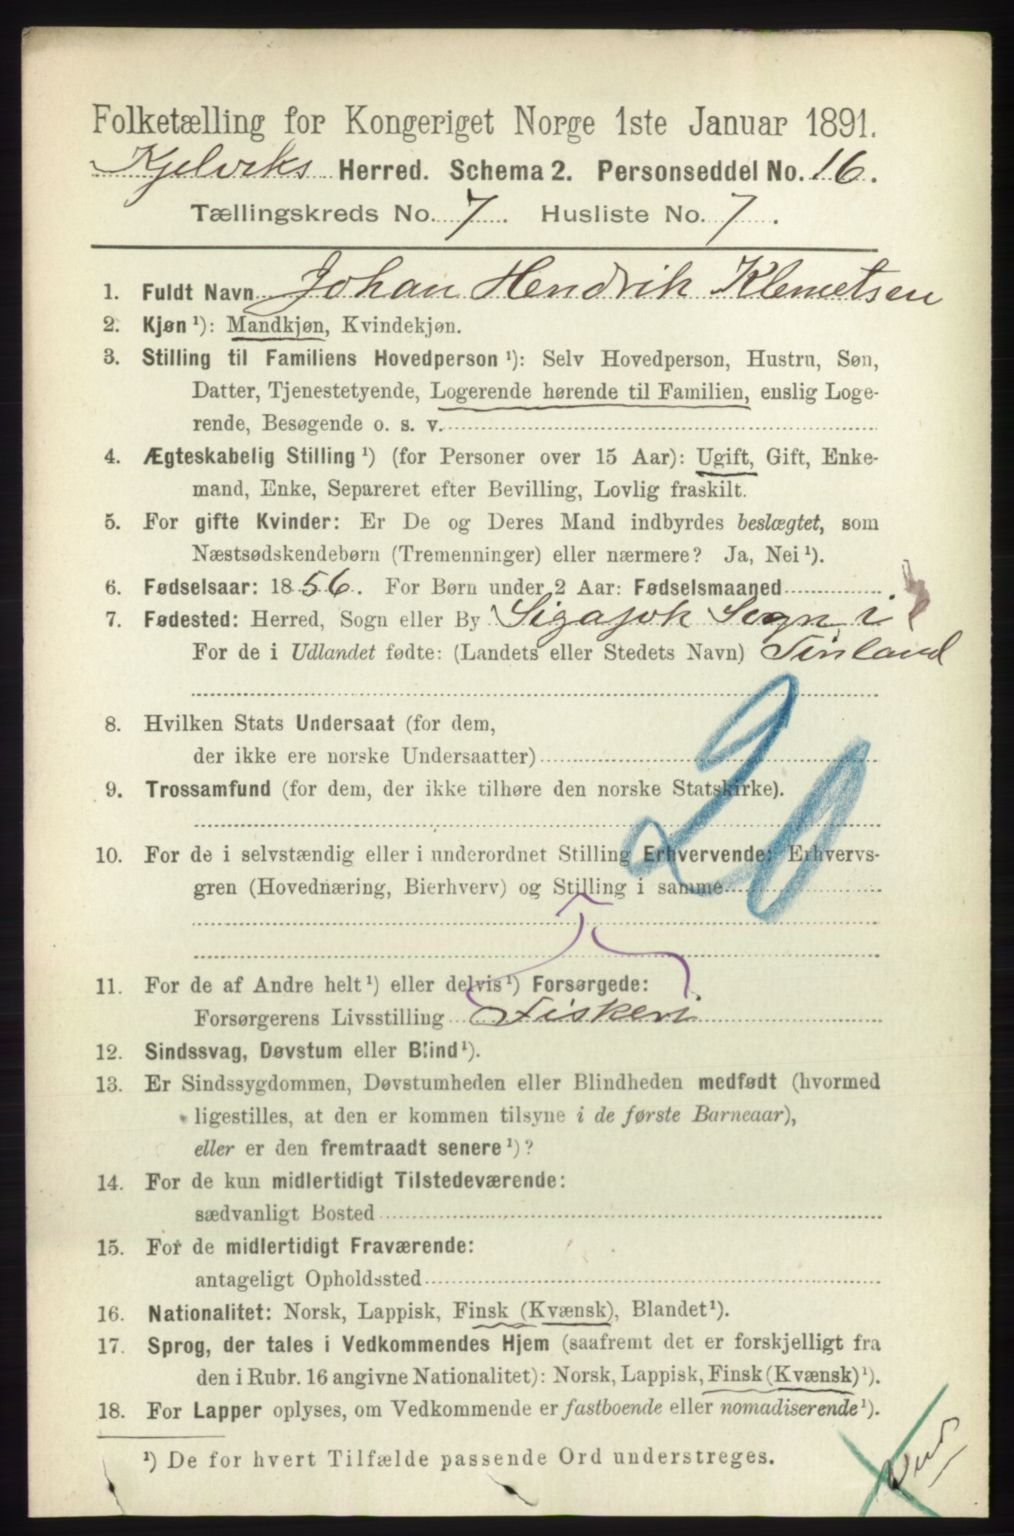 Folketælling for Kongeriget Norge 1ste Januar 1891.
Kjelviks Herred. Schema 2. Personseddel No. 16.
Tællingskreds No. 7. Husliste No. 7.
1. Fuldt Navn Johan Hendrik Klemetsen
2. Kjøn ¹): Mandkjøn, Kvindekjøn.
3. Stilling til Familiens Hovedperson ¹): Selv Hovedperson, Hustru, Søn,
Datter, Tjenestetyende, Logerende hørende til Familien, enslig Loge-
rende, Besøgende o. s. v.
4. Ægteskabelig Stilling ¹) (for Personer over 15 Aar): Ugift, Gift, Enke-
mand, Enke, Separeret efter Bevilling, Lovlig fraskilt.
5. For gifte Kvinder: Er De og Deres Mand indbyrdes beslægtet, som
Næstsødskendebørn (Tremenninger) eller nærmere? Ja, Nei ¹).
6. Fødselsaar: 1856. For Børn under 2 Aar: Fødselsmaaned
7. Fødested: Herred, Sogn eller By Sigajok Sogn i
For de i Udlandet fødte: (Landets eller Stedets Navn) Finland
8. Hvilken Stats Undersaat (for dem,
der ikke ere norske Undersaatter)
9. Trossamfund (for dem, der ikke tilhøre den norske Statskirke).
20
10. For de i selvstændig eller i underordnet Stilling Erhvervende: Erhvervs-
gren (Hovednæring, Bierhverv) og Stilling i samme
11. For de af Andre helt ¹) eller delvis ¹) Forsørgede:
Forsørgerens Livsstilling Fiskeri
12. Sindssvag, Døvstum eller Blind ¹).
13. Er Sindssygdommen, Døvstumheden eller Blindheden medfødt (hvormed
ligestilles, at den er kommen tilsyne i de første Barneaar),
eller er den fremtraadt senere ¹)?
14. For de kun midlertidigt Tilstedeværende:
sædvanligt Bosted
15. For de midlertidigt Fraværende:
antageligt Opholdssted
16. Nationalitet: Norsk, Lappisk, Finsk (Kvænsk), Blandet ¹).
17. Sprog, der tales i Vedkommendes Hjem (saafremt det er forskjelligt fra
den i Rubr. 16 angivne Nationalitet): Norsk, Lappisk, Finsk (Kvænsk) ¹).
18. For Lapper oplyses, om Vedkommende er fastboende eller nomadiserende ¹).
¹) De for hvert Tilfælde passende Ord understreges.